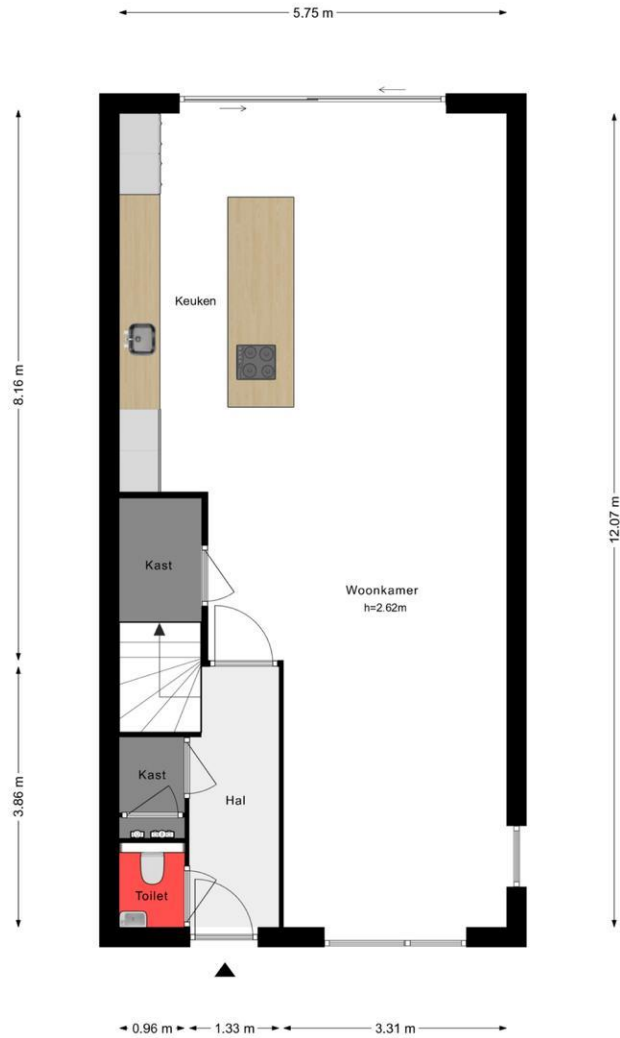 5.75 m
8.16 m
Keuken
12.07 m
Kast
Woonkamer
h=2.62m
3.86 m
Kast
Hal
Toilet
0.96 m
1.33 m
3.31 m